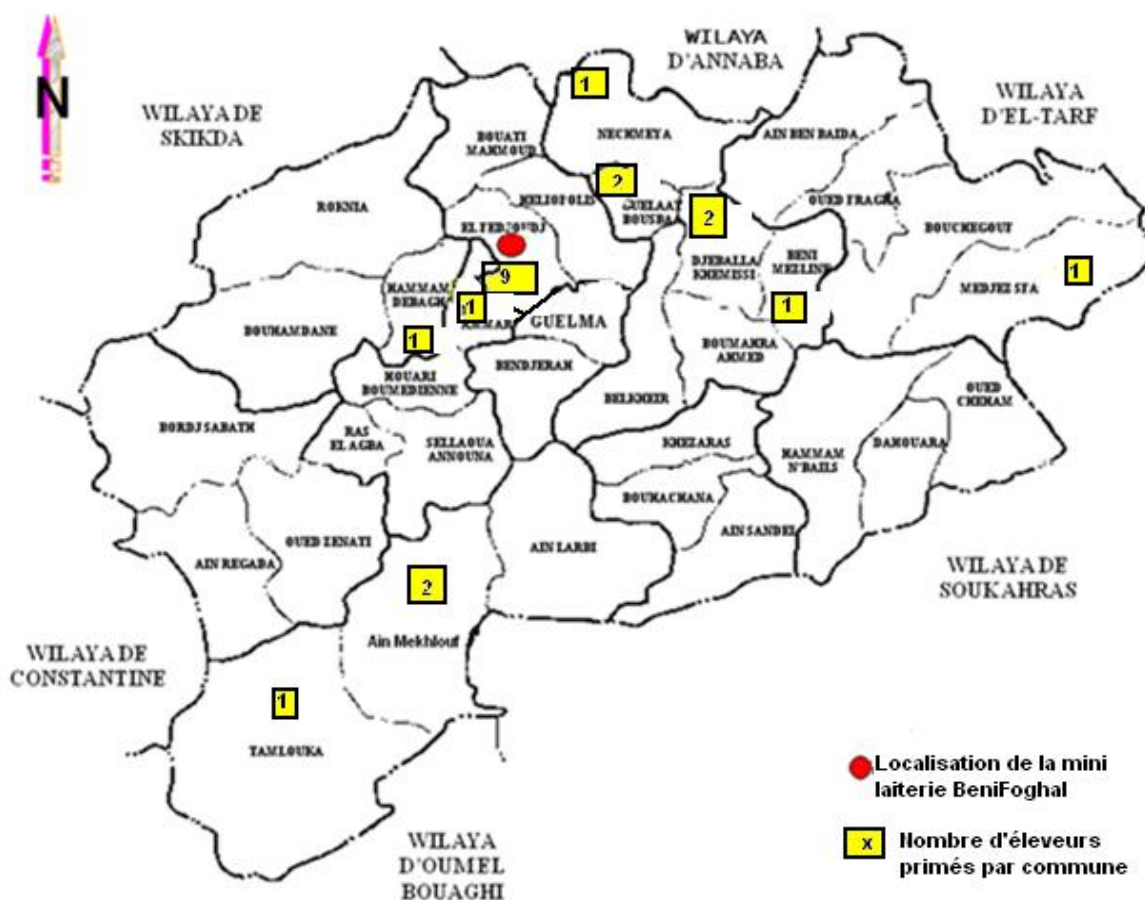 WILAYA
D'ANNABA
N
WILAYA DE
SKIKDA
WILAYA
D'EL-TARF
1
NECHMEYA
AIN BEN BAIDA
BOUATI
MAHMOUD
2
HELIOPOLIS
GUELAAT
BOUSBAA
2
OUED FRAGHA
ROKNIA
EL FEDJOUDJ
BOUCHEGOUF
DJEBALLA
KHEMISSI
BENI
MEZLINE
1
MEDJEZ SFA
9
HAMMAM
DEBAGH
1
AMMAR
1
GUELMA
1
BOUHAMDANE
BOUMAHRA
AHMED
BENDJERAH
HOUARI
BOUMEDIENNE
OUED
CHEHAM
BELKHEIR
BORDJ SABATH
RAS
EL AGBA
SELLAOUA
ANNOUNA
KHEZARAS
HAMMAM
N'BAILS
DAHOUARA
BOUHACHANA
AIN SANDEL
OUED ZENATI
AIN LARBI
AIN REGADA
WILAYA DE
SOUKAHRAS
2
Ain Mekhlouf
WILAYA DE
CONSTANTINE
1
TAMLOUKA
Localisation de la mini
laiterie BeniFoghal
WILAYA
D'OUMEL
BOUAGHI
x
Nombre d'éleveurs
primés par commune